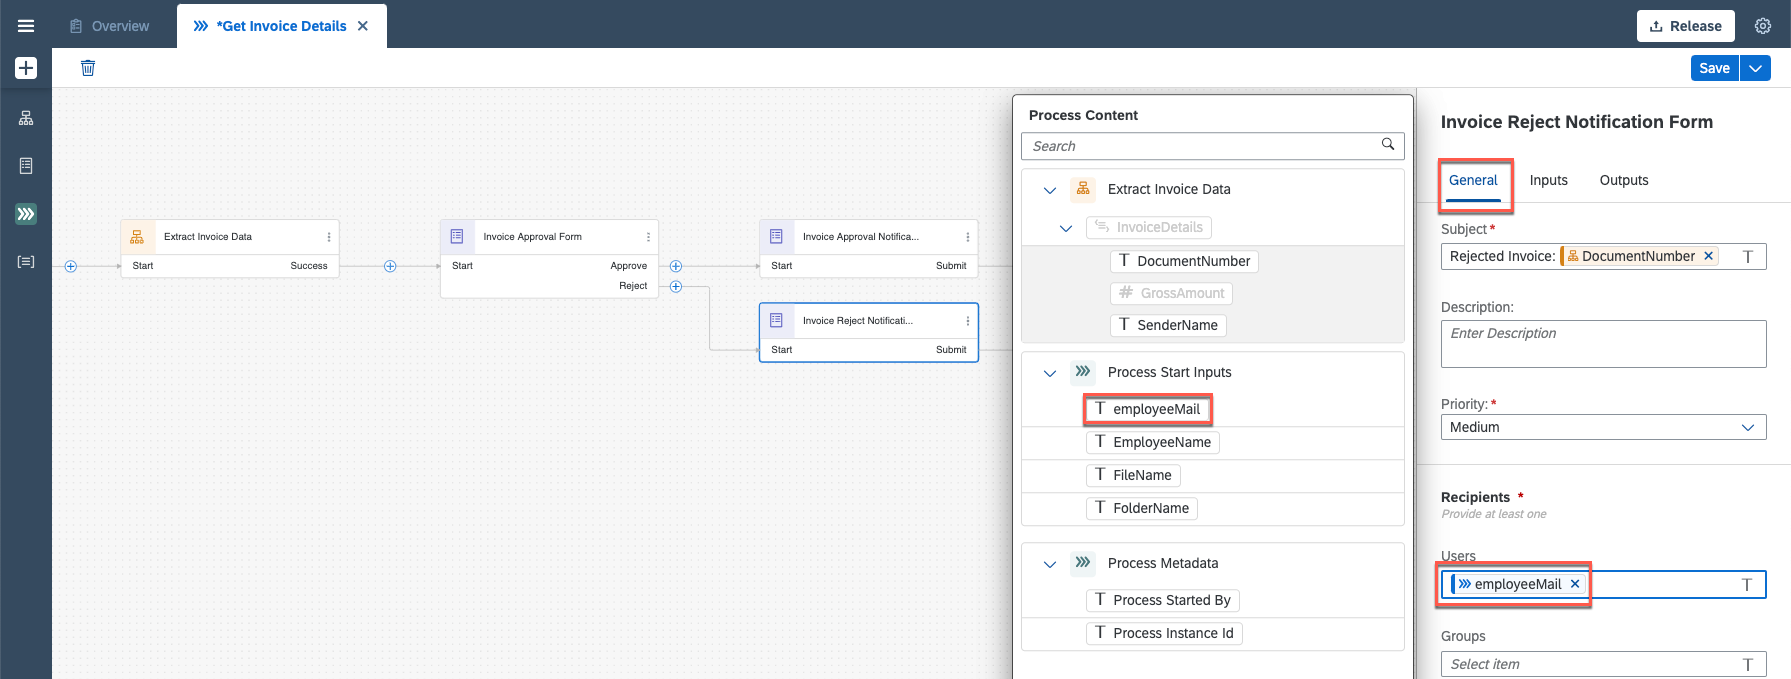 Overview
*Get Invoice Details
Release
Save
Extract Invoice Data
Start Success
Invoice Approval Form
Start Approve
Reject
Invoice Approval Notifica...
Start Submit
Invoice Reject Notificati...
Start Submit
Process Content
Search
Extract Invoice Data
InvoiceDetails
T DocumentNumber
# GrossAmount
T SenderName
Process Start Inputs
T employeeMail
T EmployeeName
T FileName
T FolderName
Process Metadata
T Process Started By
T Process Instance Id
Invoice Reject Notification Form
General Inputs Outputs
Subject*
Rejected Invoice: DocumentNumber T
Description:
Enter Description
Priority:*
Medium
Recipients *
Provide at least one
Users
employeeMail T
Groups
Select item T